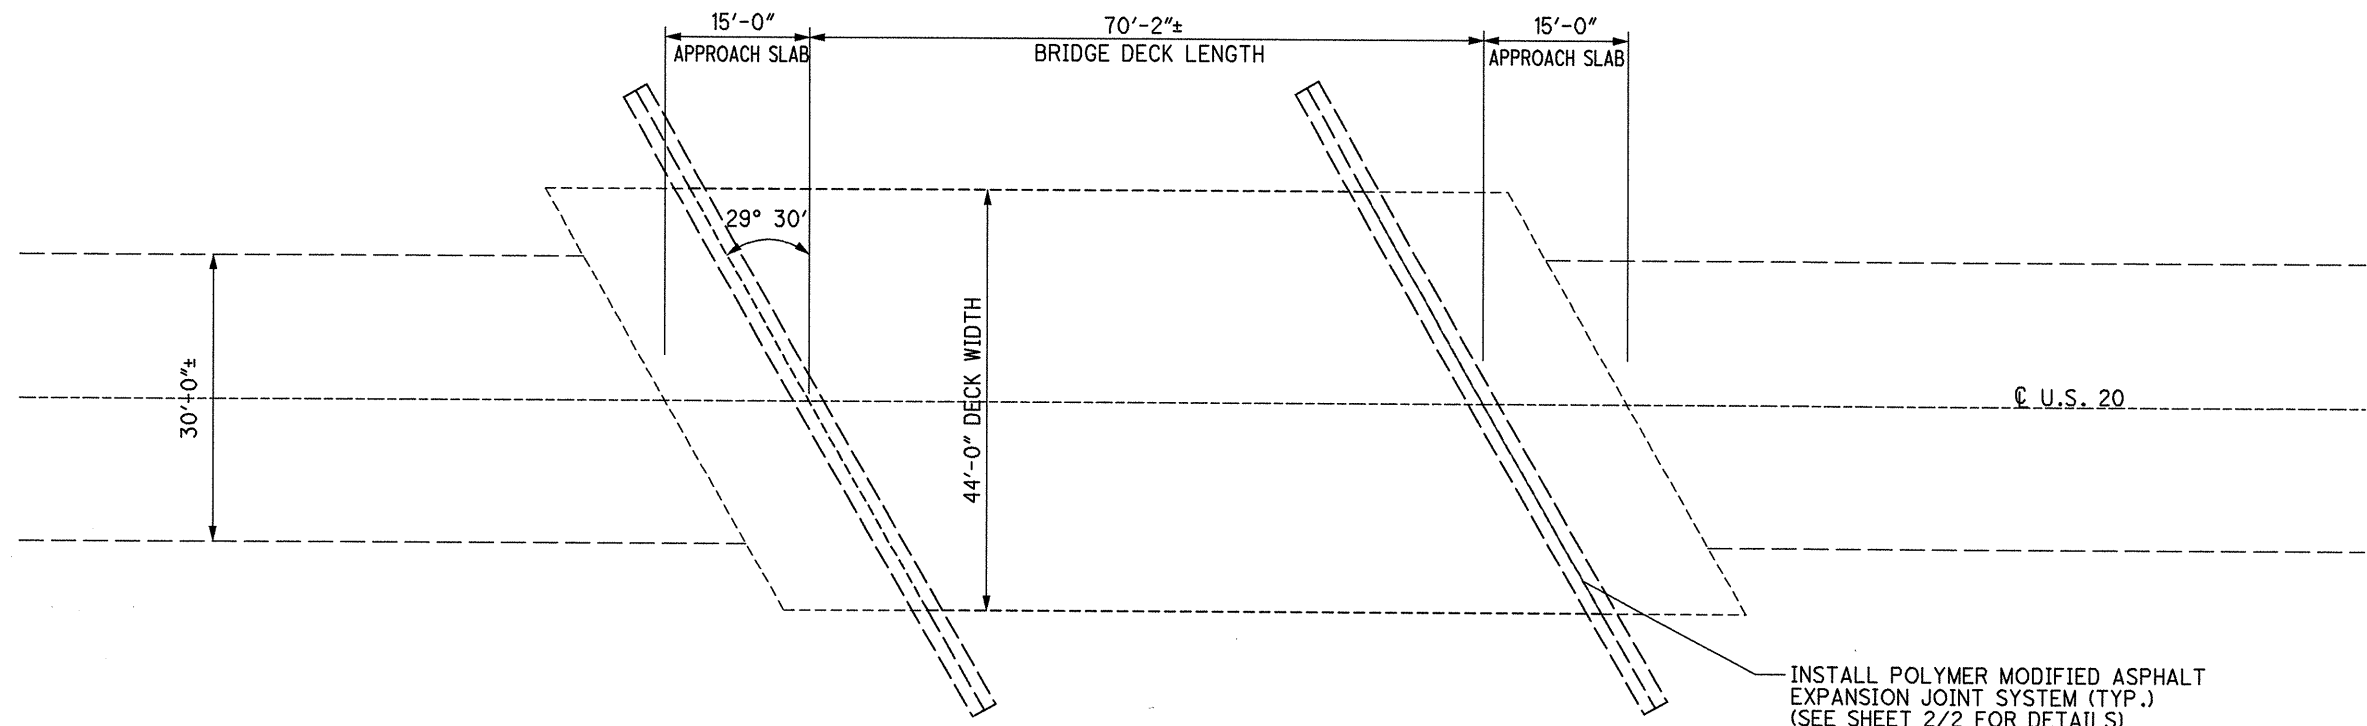 15'-0"
APPROACH SLAB
70'-2"±
BRIDGE DECK LENGTH
15'-0"
APPROACH SLAB
29° 30'
44'-0" DECK WIDTH
30'-0"±
℄ U.S. 20
INSTALL POLYMER MODIFIED ASPHALT
EXPANSION JOINT SYSTEM (TYP.)
(SEE SHEET 2/2 FOR DETAILS)